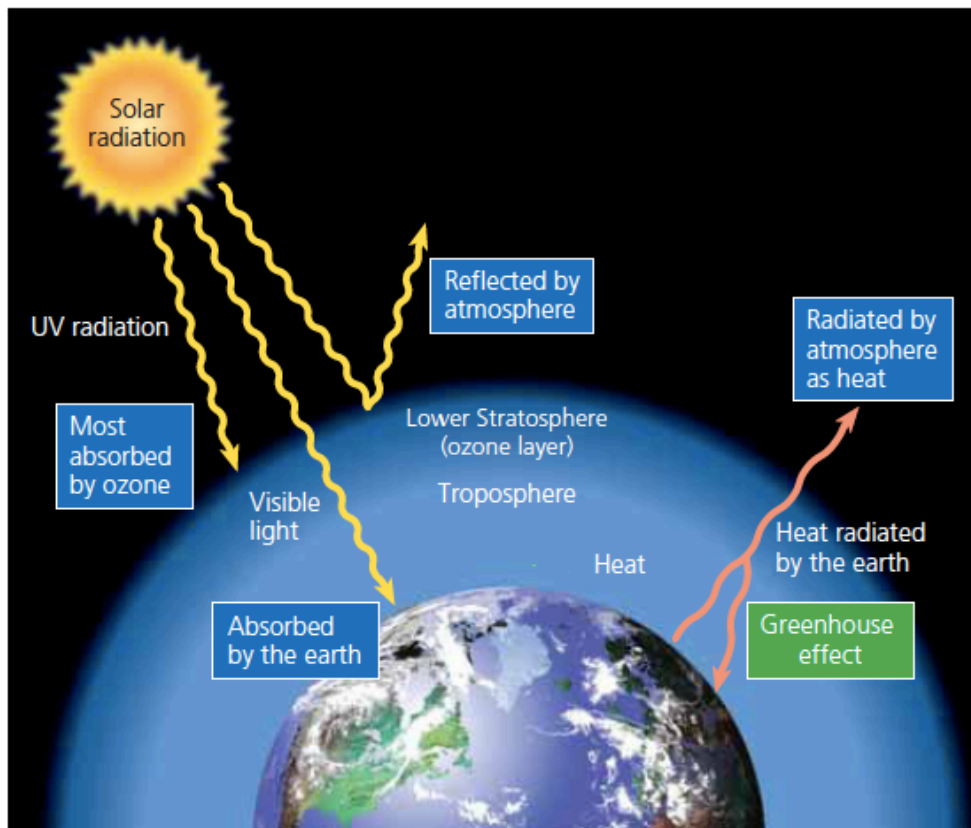 Solar
radiation
UV radiation
Reflected by
atmosphere
Radiated by
atmosphere
as heat
Most
absorbed
by ozone
Lower Stratosphere
(ozone layer)
Troposphere
Visible
light
Heat
Heat radiated
by the earth
Absorbed
by the earth
Greenhouse
effect